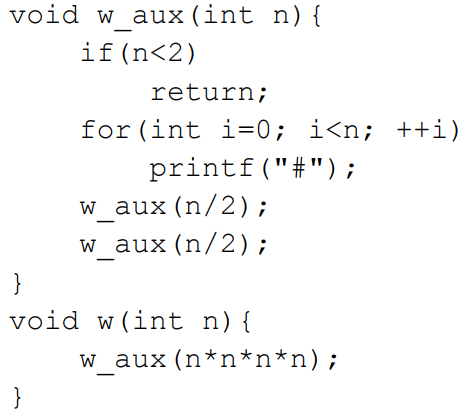 void w_aux(int n){
    if(n<2)
        return;
    for(int i=0; i<n; ++i)
        printf("#");
    w_aux(n/2);
    w_aux(n/2);
}
void w(int n){
    w_aux(n*n*n*n);
}